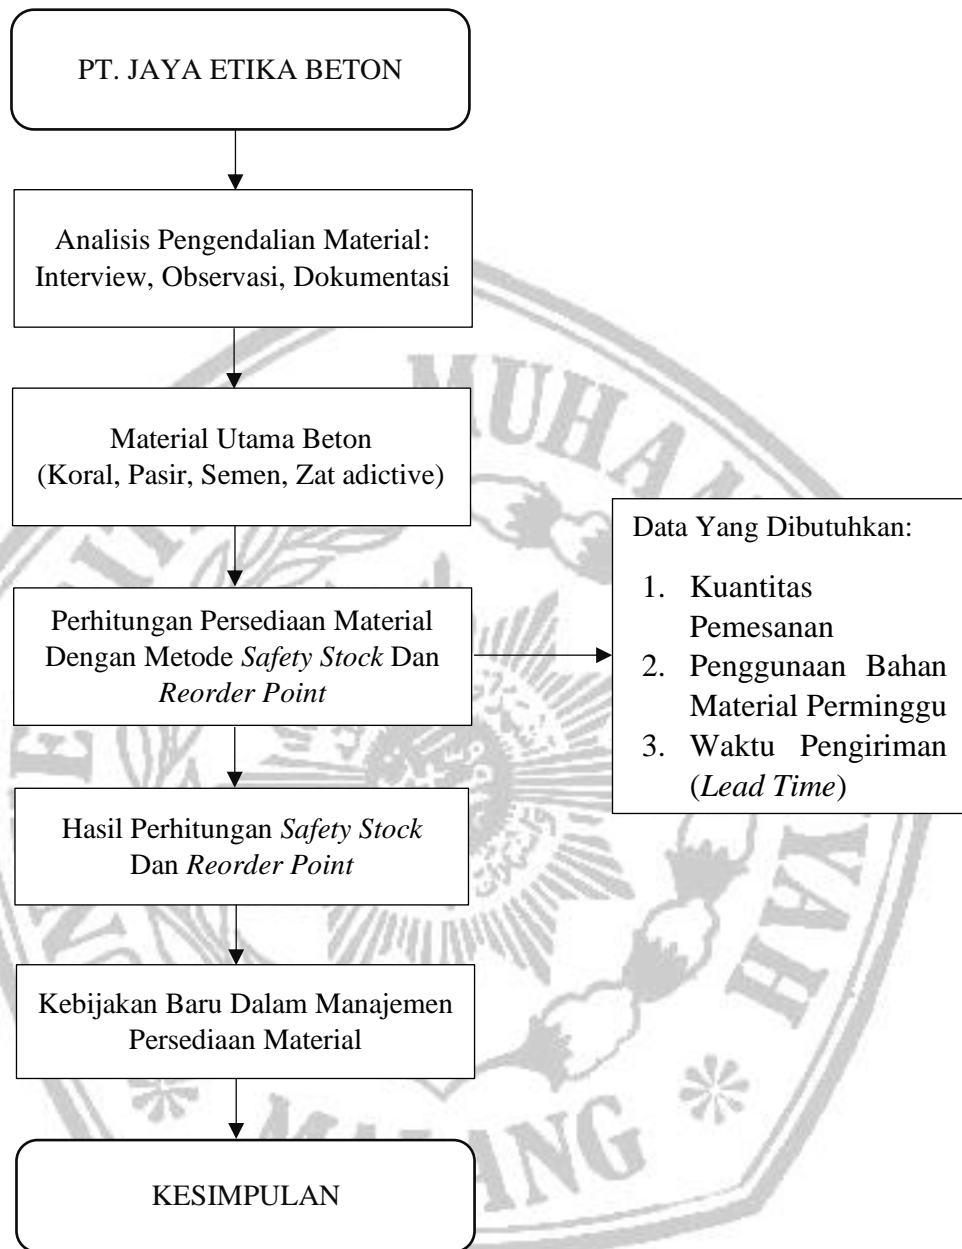 PT. JAYA ETIKA BETON
Analisis Pengendalian Material:
Interview, Observasi, Dokumentasi
Material Utama Beton
(Koral, Pasir, Semen, Zat adictive)
Perhitungan Persediaan Material
Dengan Metode Safety Stock Dan
Reorder Point
Data Yang Dibutuhkan:
1. Kuantitas
Pemesanan
2. Penggunaan Bahan
Material Perminggu
3. Waktu Pengiriman
(Lead Time)
Hasil Perhitungan Safety Stock
Dan Reorder Point
Kebijakan Baru Dalam Manajemen
Persediaan Material
KESIMPULAN
MALANG